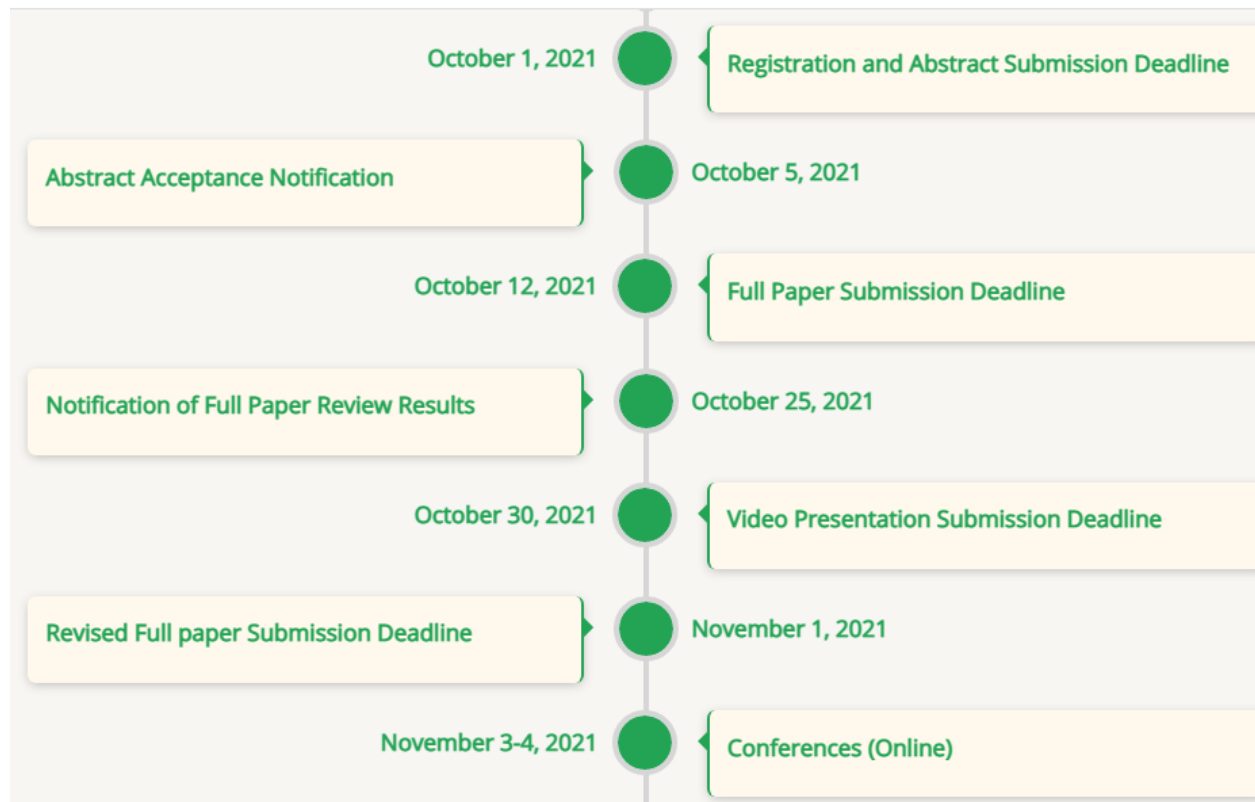 October 1, 2021
Registration and Abstract Submission Deadline
Abstract Acceptance Notification
October 5, 2021
October 12, 2021
Full Paper Submission Deadline
Notification of Full Paper Review Results
October 25, 2021
October 30, 2021
Video Presentation Submission Deadline
Revised Full paper Submission Deadline
November 1, 2021
November 3-4, 2021
Conferences (Online)